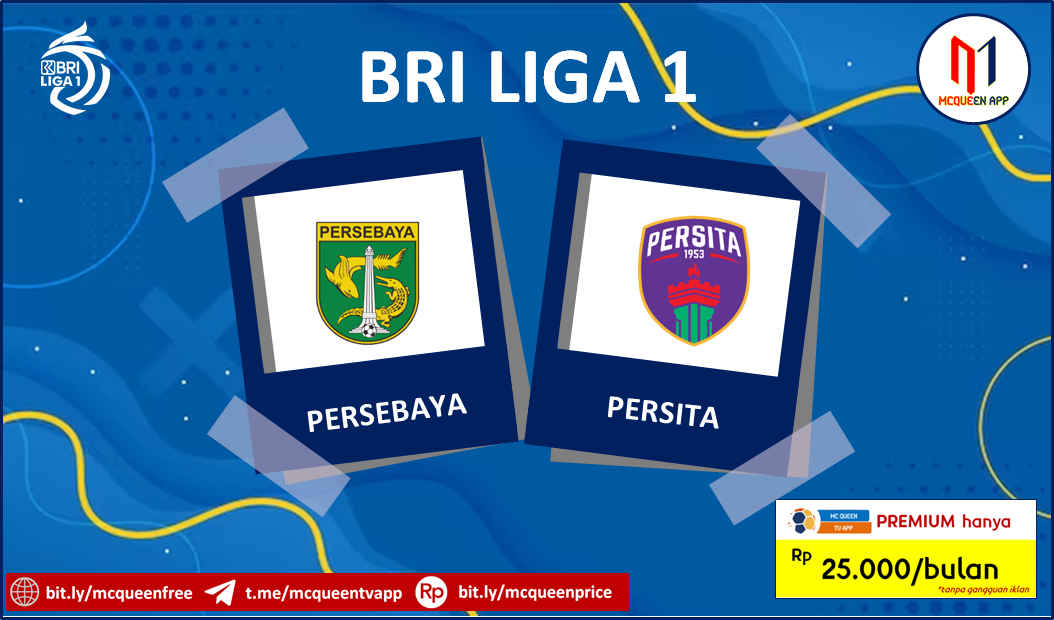 BRI
LIGA 1
BRI LIGA 1
MCQUEEN APP
PERSEBAYA
PERSITA
1953
PERSEBAYA
PERSITA
MC QUEEN
TU APP
PREMIUM hanya
Rp 25.000/bulan
*tanpa gangguan iklan
bit.ly/mcqueenfree
t.me/mcqueentvapp
Rp
bit.ly/mcqueenprice